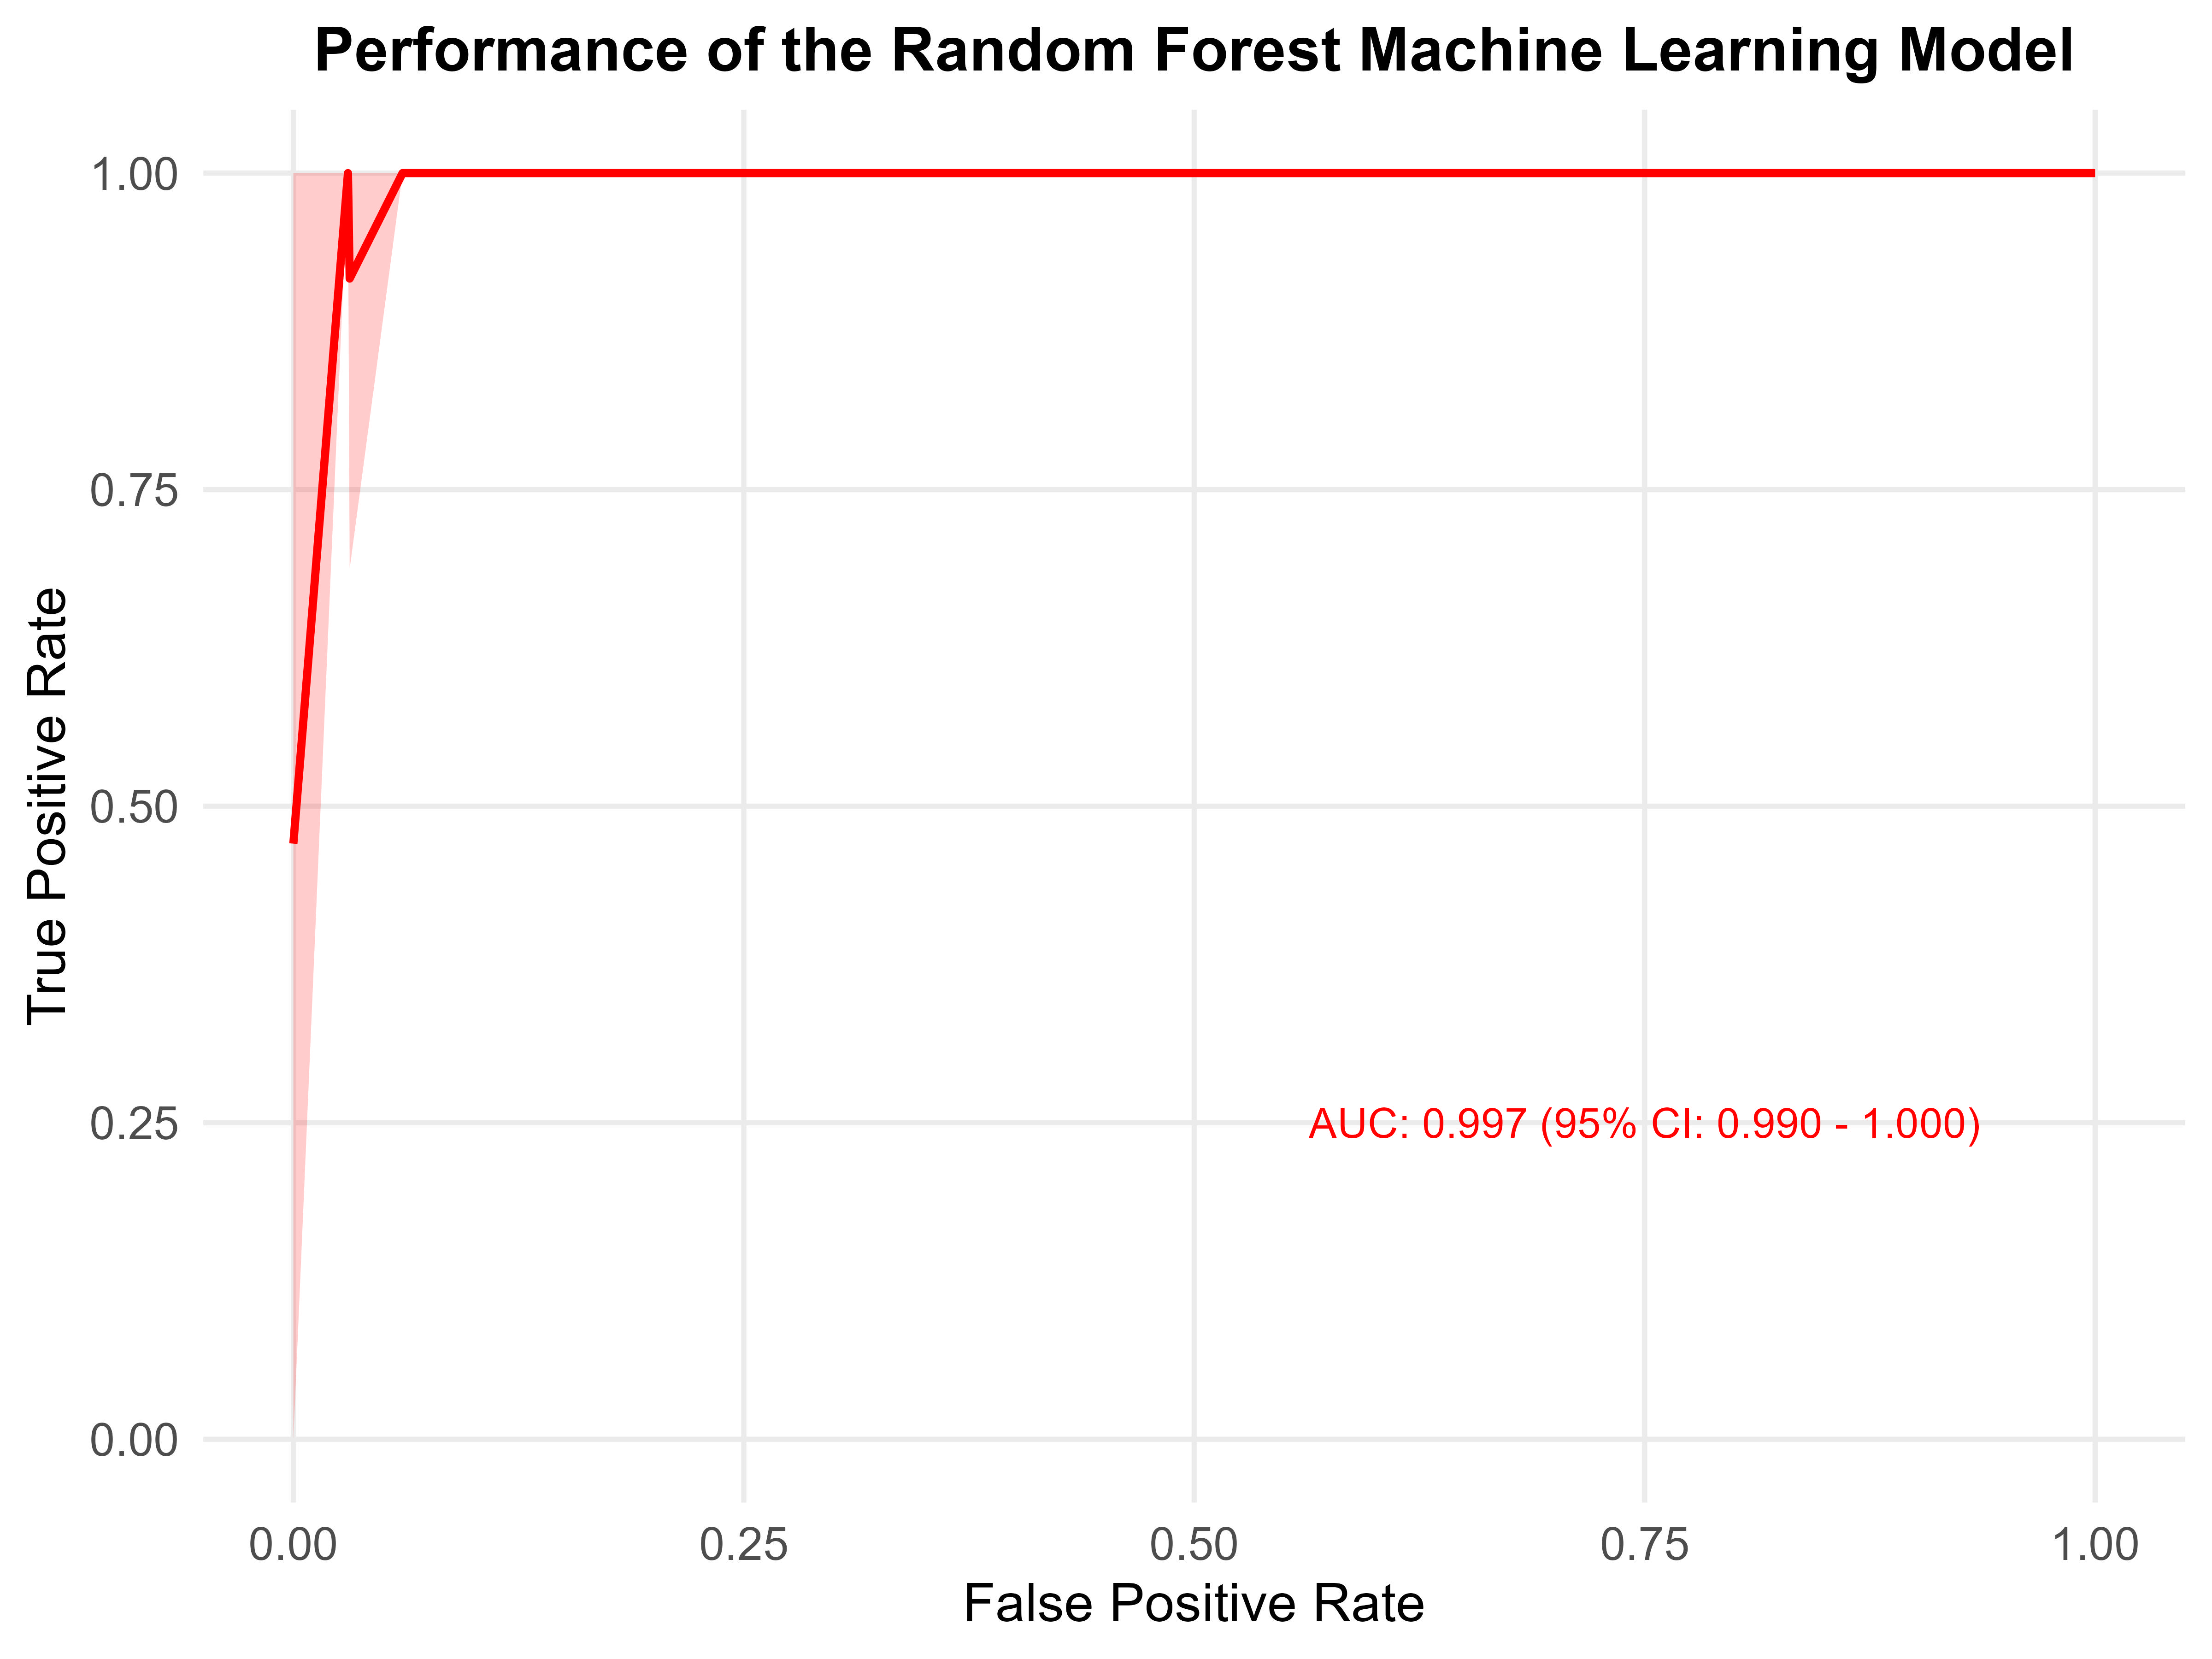 Performance of the Random Forest Machine Learning Model
True Positive Rate
1.00
0.75
0.50
0.25
0.00
AUC: 0.997 (95% CI: 0.990 - 1.000)
0.00 0.25 0.50 0.75 1.00
False Positive Rate